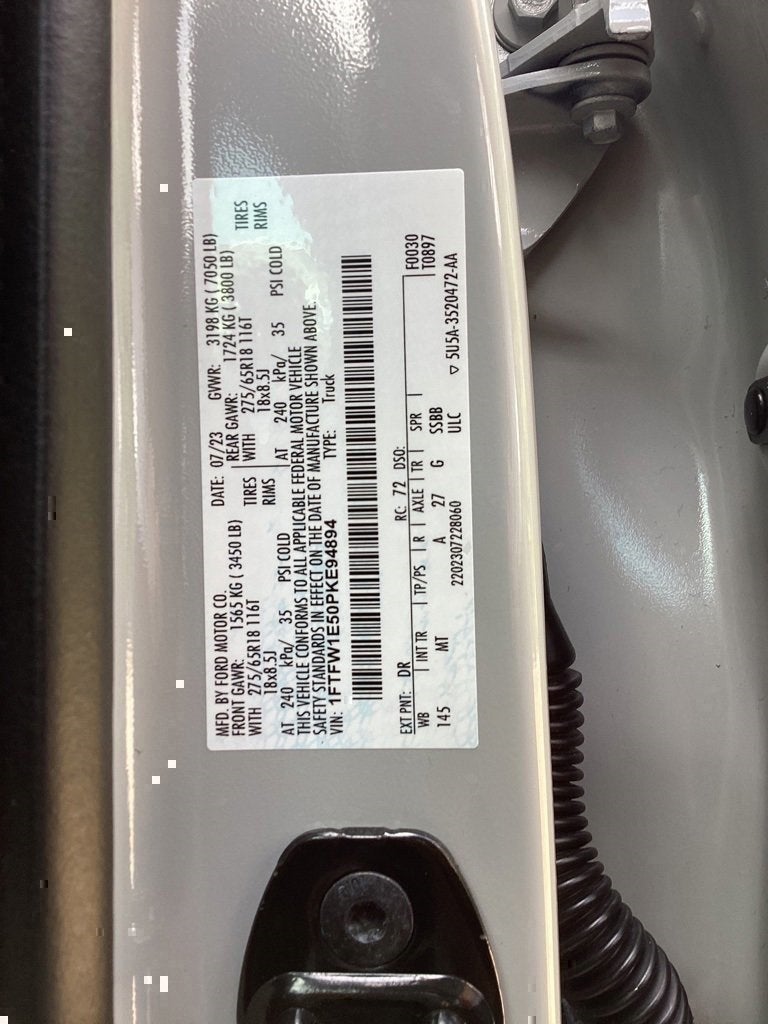 MFD. BY FORD MOTOR CO. DATE: 07/23 GVWR: 3198 KG ( 7050 LB)
FRONT GAWR: 1565 KG ( 3450 LB) REAR GAWR: 1724 KG ( 3800 LB)
WITH 275/65R18 116T TIRES WITH 275/65R18 116T TIRES
18x8.5J RIMS 18x8.5J RIMS
AT 240 kPa/ 35 PSI COLD AT 240 kPa/ 35 PSI COLD
THIS VEHICLE CONFORMS TO ALL APPLICABLE FEDERAL MOTOR VEHICLE
SAFETY STANDARDS IN EFFECT ON THE DATE OF MANUFACTURE SHOWN ABOVE.
VIN: 1FTFW1E50PKE94894 TYPE: Truck
EXT PNT: DR RC: 72 DSO: F0030
WB INT TR TP/PS R AXLE TR SPR T0897
145 MT A 27 G SSBB
2202307228060 ULC ▽ 5U5A-3520472-AA